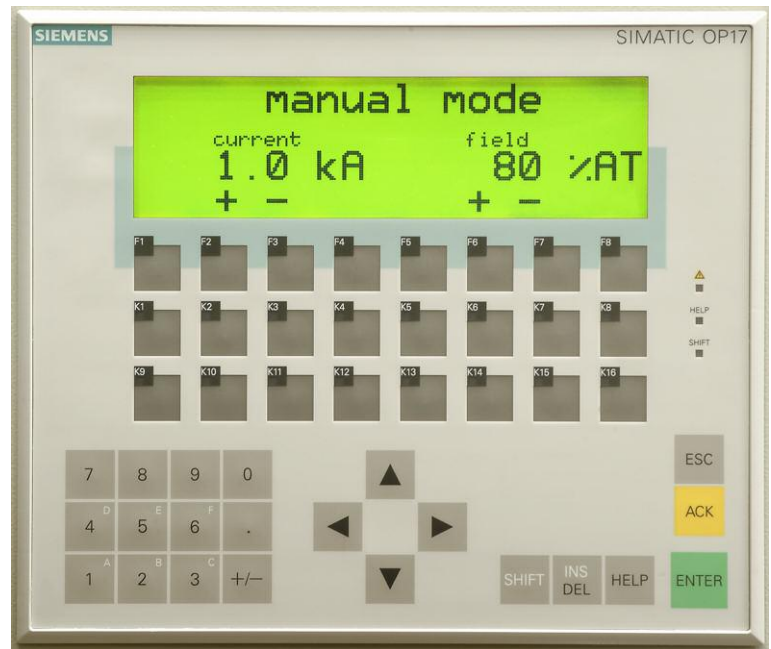 SIEMENS SIMATIC OP17
manual mode
current field
1.0 kA 80 %AT
+ - + -
F1 F2 F3 F4 F5 F6 F7 F8
K1 K2 K3 K4 K5 K6 K7 K8
HELP
SHIFT
K9 K10 K11 K12 K13 K14 K15 K16
7 8 9 0 ESC
D E F
4 5 6 . ACK
A B C
1 2 3 +/- SHIFT INS DEL HELP ENTER